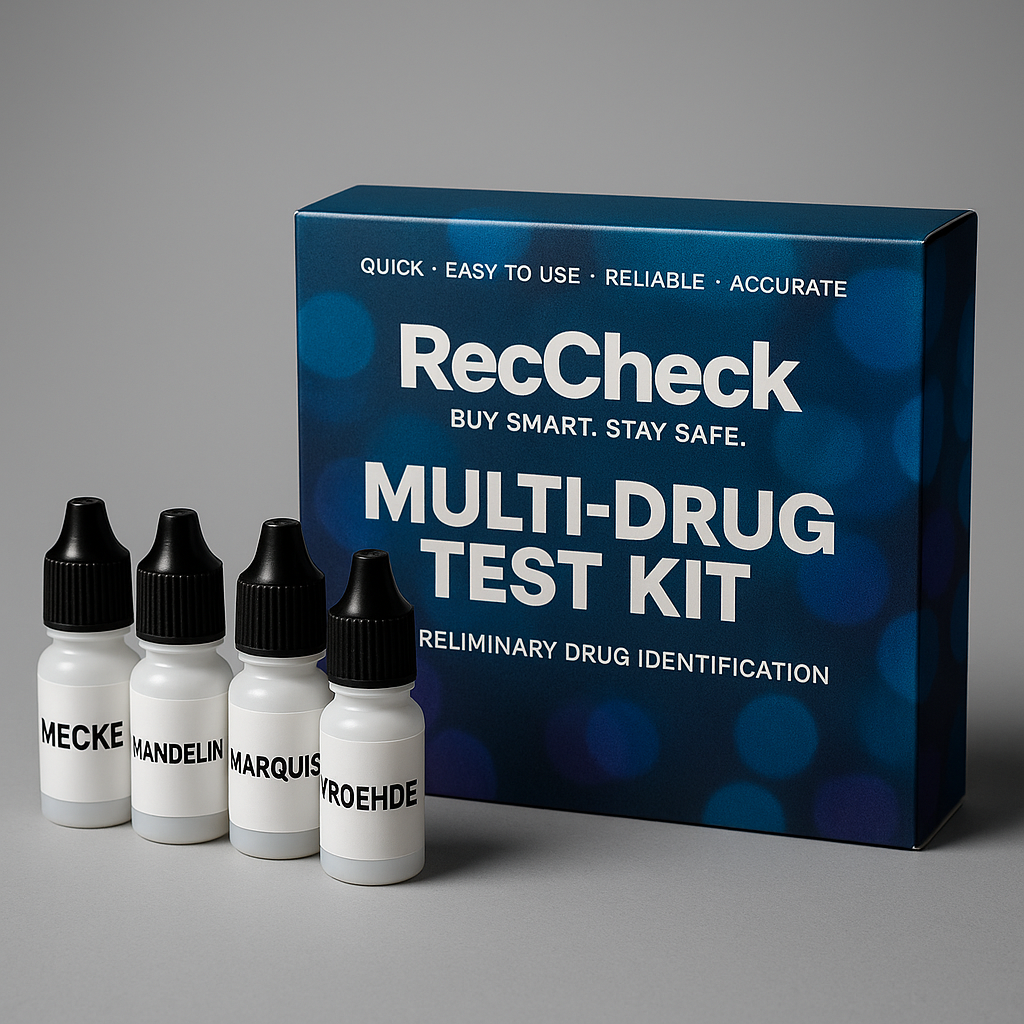 QUICK · EASY TO USE · RELIABLE · ACCURATE
RecCheck
BUY SMART. STAY SAFE.
MULTI-DRUG
TEST KIT
RELIMINARY DRUG IDENTIFICATION
MECKE
MANDELIN
MARQUIS
VROEHDE